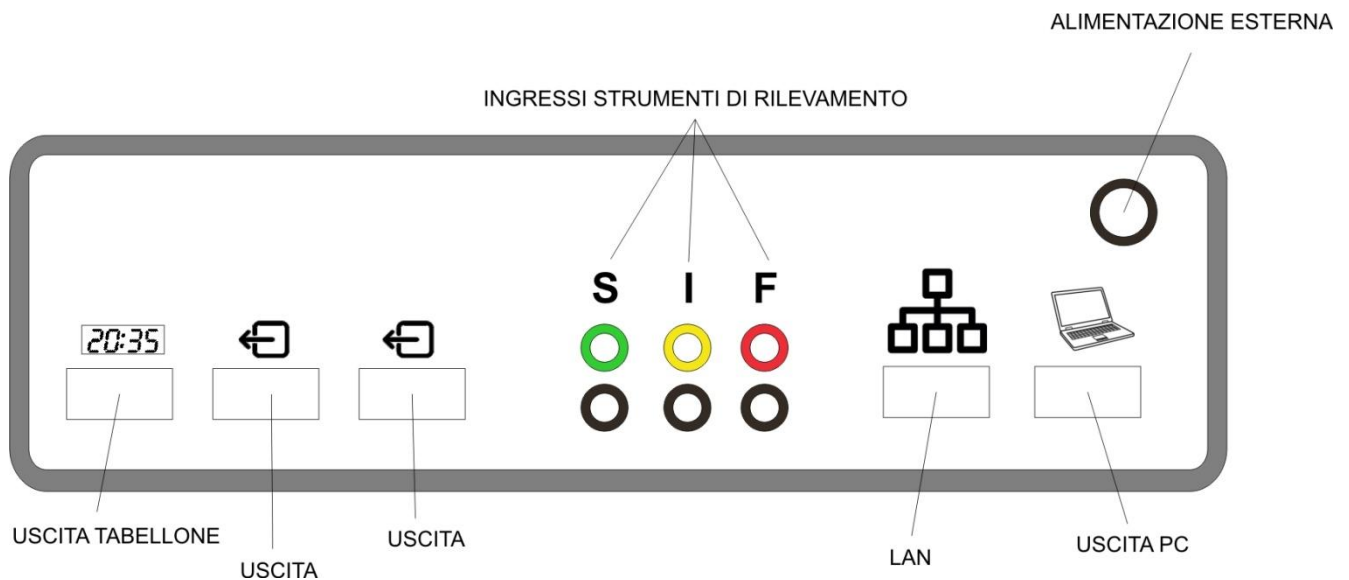 ALIMENTAZIONE ESTERNA
INGRESSI STRUMENTI DI RILEVAMENTO
S I F
20:35
USCITA TABELLONE
USCITA
USCITA
LAN
USCITA PC